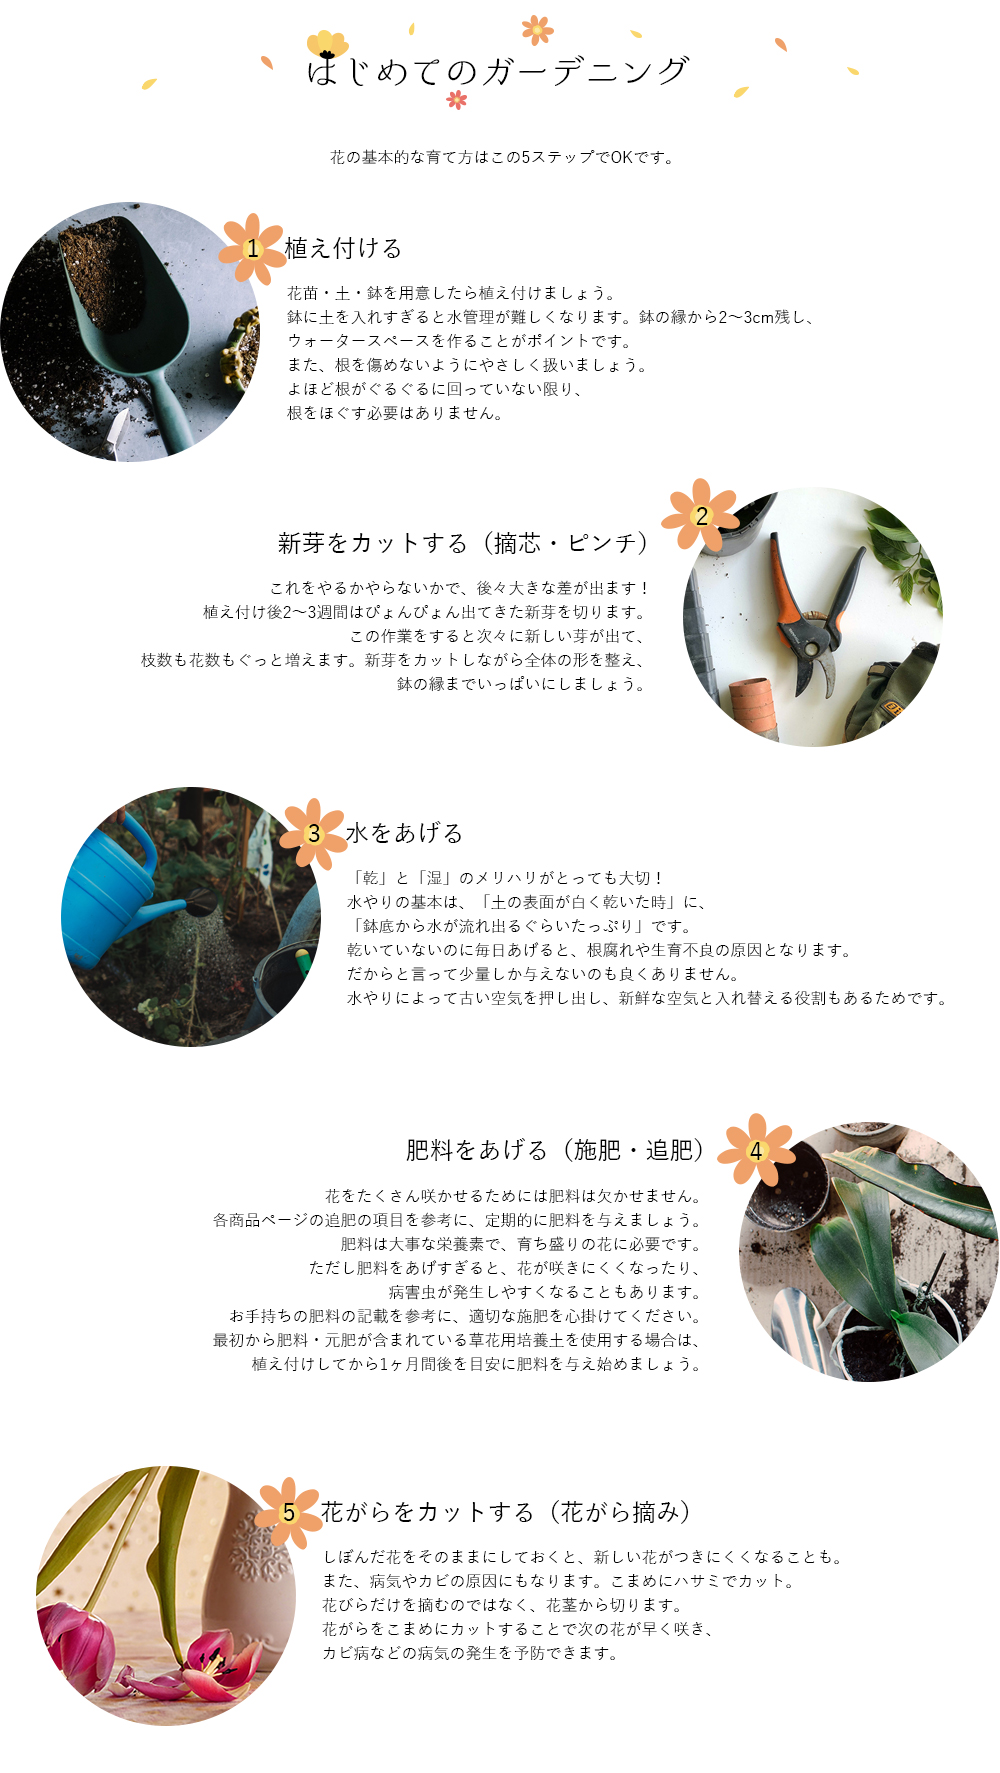 はじめてのガーデニング
花の基本的な育て方はこの5ステップでOKです。
1 植え付ける
花苗・土・鉢を用意したら植え付けましょう。
鉢に土を入れすぎると水管理が難しくなります。鉢の縁から2〜3cm残し、
ウォータースペースを作ることがポイントです。
また、根を傷めないようにやさしく扱いましょう。
よほど根がぐるぐるに回っていない限り、
根をほぐす必要はありません。
2
新芽をカットする（摘芯・ピンチ）
これをやるかやらないかで、後々大きな差が出ます！
植え付け後2〜3週間はぴょんぴょん出てきた新芽を切ります。
この作業をすると次々に新しい芽が出て、
枝数も花数もぐっと増えます。新芽をカットしながら全体の形を整え、
鉢の縁までいっぱいにしましょう。
3 水をあげる
「乾」と「湿」のメリハリがとっても大切！
水やりの基本は、「土の表面が白く乾いた時」に、
「鉢底から水が流れ出るぐらいたっぷり」です。
乾いていないのに毎日あげると、根腐れや生育不良の原因となります。
だからと言って少量しか与えないのも良くありません。
水やりによって古い空気を押し出し、新鮮な空気と入れ替える役割もあるためです。
肥料をあげる（施肥・追肥） 4
花をたくさん咲かせるためには肥料は欠かせません。
各商品ページの追肥の項目を参考に、定期的に肥料を与えましょう。
肥料は大事な栄養素で、育ち盛りの花に必要です。
ただし肥料をあげすぎると、花が咲きにくくなったり、
病害虫が発生しやすくなることもあります。
お手持ちの肥料の記載を参考に、適切な施肥を心掛けてください。
最初から肥料・元肥が含まれている草花用培養土を使用する場合は、
植え付けしてから1ヶ月間後を目安に肥料を与え始めましょう。
5 花がらをカットする（花がら摘み）
しぼんだ花をそのままにしておくと、新しい花がつきにくくなることも。
また、病気やカビの原因にもなります。こまめにハサミでカット。
花びらだけを摘むのではなく、花茎から切ります。
花がらをこまめにカットすることで次の花が早く咲き、
カビ病などの病気の発生を予防できます。